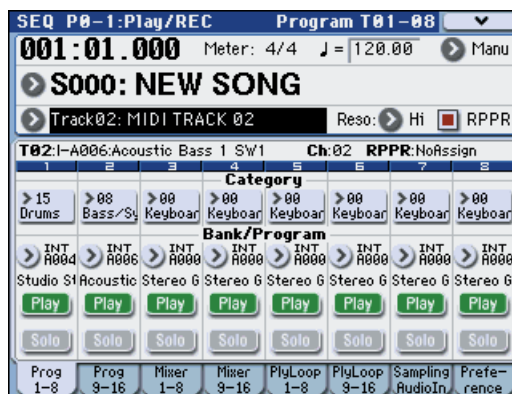 SEQ P0-1:Play/REC Program T01-08
001:01.000 Meter: 4/4 ♩= 120.00 Manu
S000: NEW SONG
Track02: MIDI TRACK 02 Reso: Hi RPPR
T02:I-A006:Acoustic Bass 1 SW1 Ch:02 RPPR:NoAssign
1 2 3 4 5 6 7 8
Category
>15 >08 >00 >00 >00 >00 >00 >00
Drums Bass/Sy Keyboar Keyboar Keyboar Keyboar Keyboar Keyboar
Bank/Program
INT INT INT INT INT INT INT INT
A004 A006 A000 A000 A000 A000 A000 A000
Studio St Acoustic Stereo G Stereo G Stereo G Stereo G Stereo G Stereo G
Play Play Play Play Play Play Play Play
Solo Solo Solo Solo Solo Solo Solo Solo
Prog Prog Mixer Mixer PlyLoop PlyLoop Sampling Prefe-
1-8 9-16 1-8 9-16 1-8 9-16 AudioIn rence